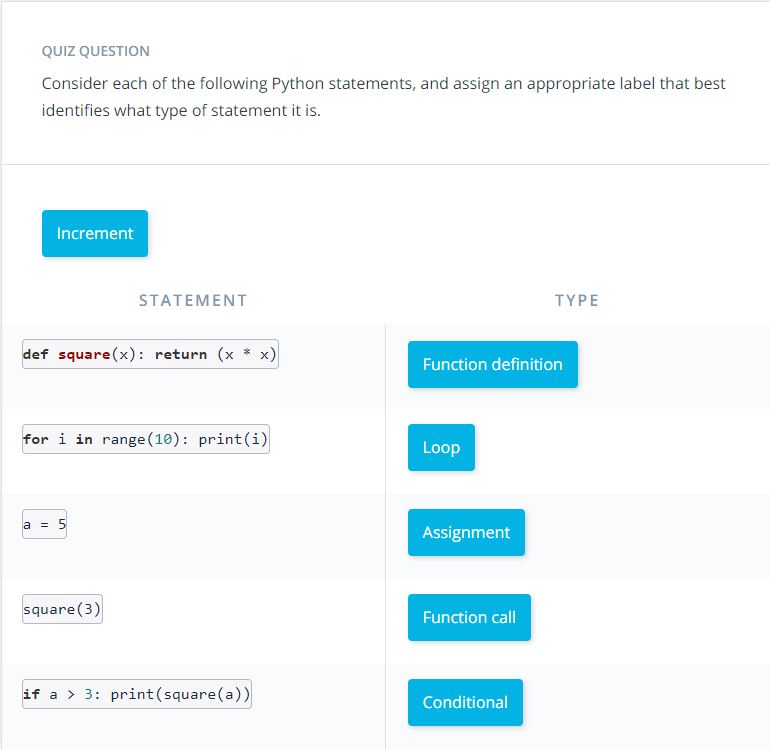 QUIZ QUESTION
Consider each of the following Python statements, and assign an appropriate label that best
identifies what type of statement it is.
Increment
STATEMENT TYPE
def square(x): return (x * x) Function definition
for i in range(10): print(i) Loop
a = 5 Assignment
square(3) Function call
if a > 3: print(square(a)) Conditional